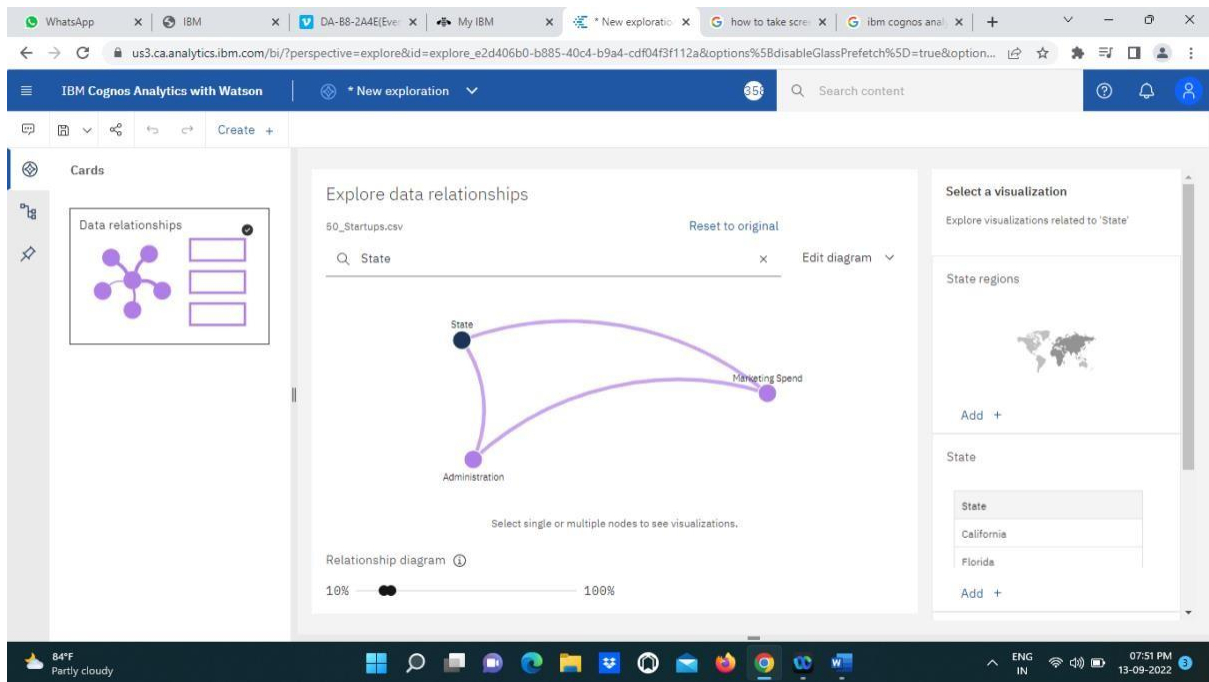 WhatsApp
IBM
DA-B8-2A4E(Ever
My IBM
* New exploratio
how to take scre
ibm cognos anal
us3.ca.analytics.ibm.com/bi/?perspective=explore&id=explore_e2d406b0-b885-40c4-b9a4-cdf04f3f112a&options%5BdisableGlassPrefetch%5D=true&option...
IBM Cognos Analytics with Watson
* New exploration
Search content
Create +
Cards
Data relationships
Explore data relationships
50_Startups.csv
Reset to original
State
Edit diagram
State
Marketing Spend
Administration
Select single or multiple nodes to see visualizations.
Relationship diagram
10%
100%
Select a visualization
Explore visualizations related to 'State'
State regions
Add +
State
State
California
Florida
Add +
84°F
Partly cloudy
ENG
IN
07:51 PM
13-09-2022
3